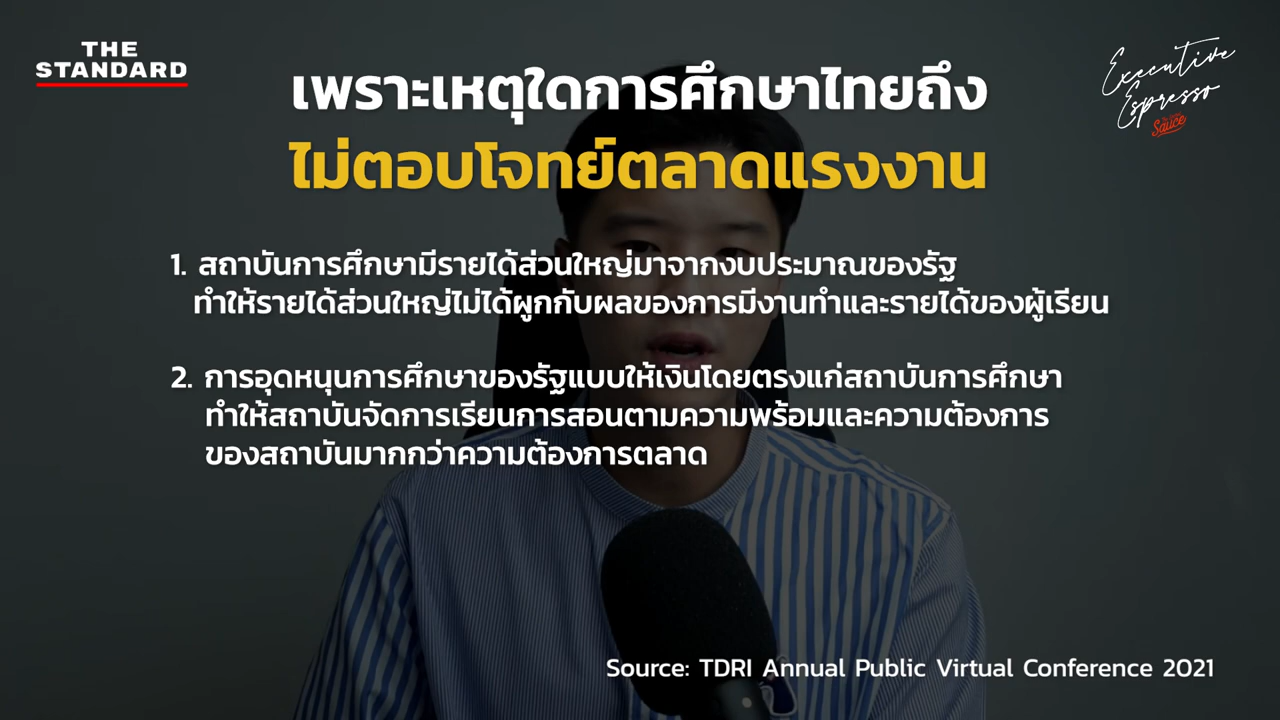 THE
STANDARD
Executive
Espresso
Sauce
เพราะเหตุใดการศึกษาไทยถึง
ไม่ตอบโจทย์ตลาดแรงงาน
1. สถาบันการศึกษามีรายได้ส่วนใหญ่มาจากงบประมาณของรัฐ
ทำให้รายได้ส่วนใหญ่ไม่ได้ผูกกับผลของการมีงานทำและรายได้ของผู้เรียน
2. การอุดหนุนการศึกษาของรัฐแบบให้เงินโดยตรงแก่สถาบันการศึกษา
ทำให้สถาบันจัดการเรียนการสอนตามความพร้อมและความต้องการ
ของสถาบันมากกว่าความต้องการตลาด
Source: TDRI Annual Public Virtual Conference 2021